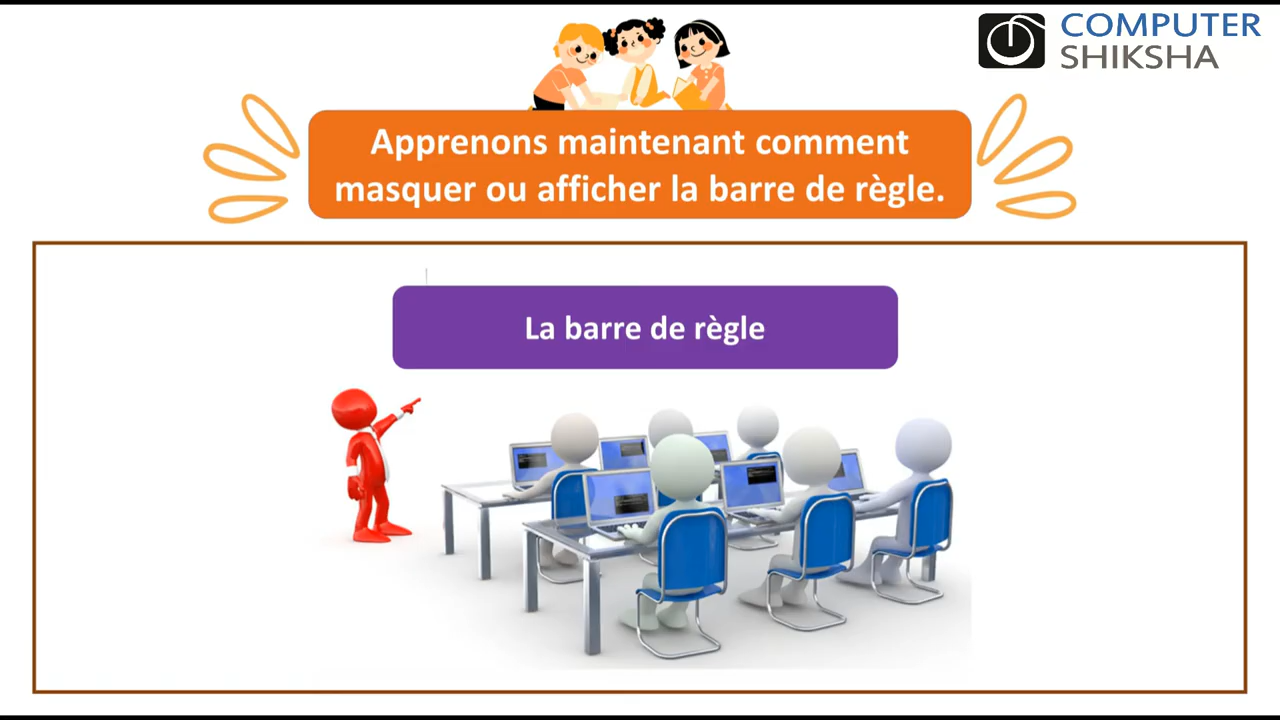 COMPUTER
SHIKSHA
Apprenons maintenant comment
masquer ou afficher la barre de règle.
La barre de règle